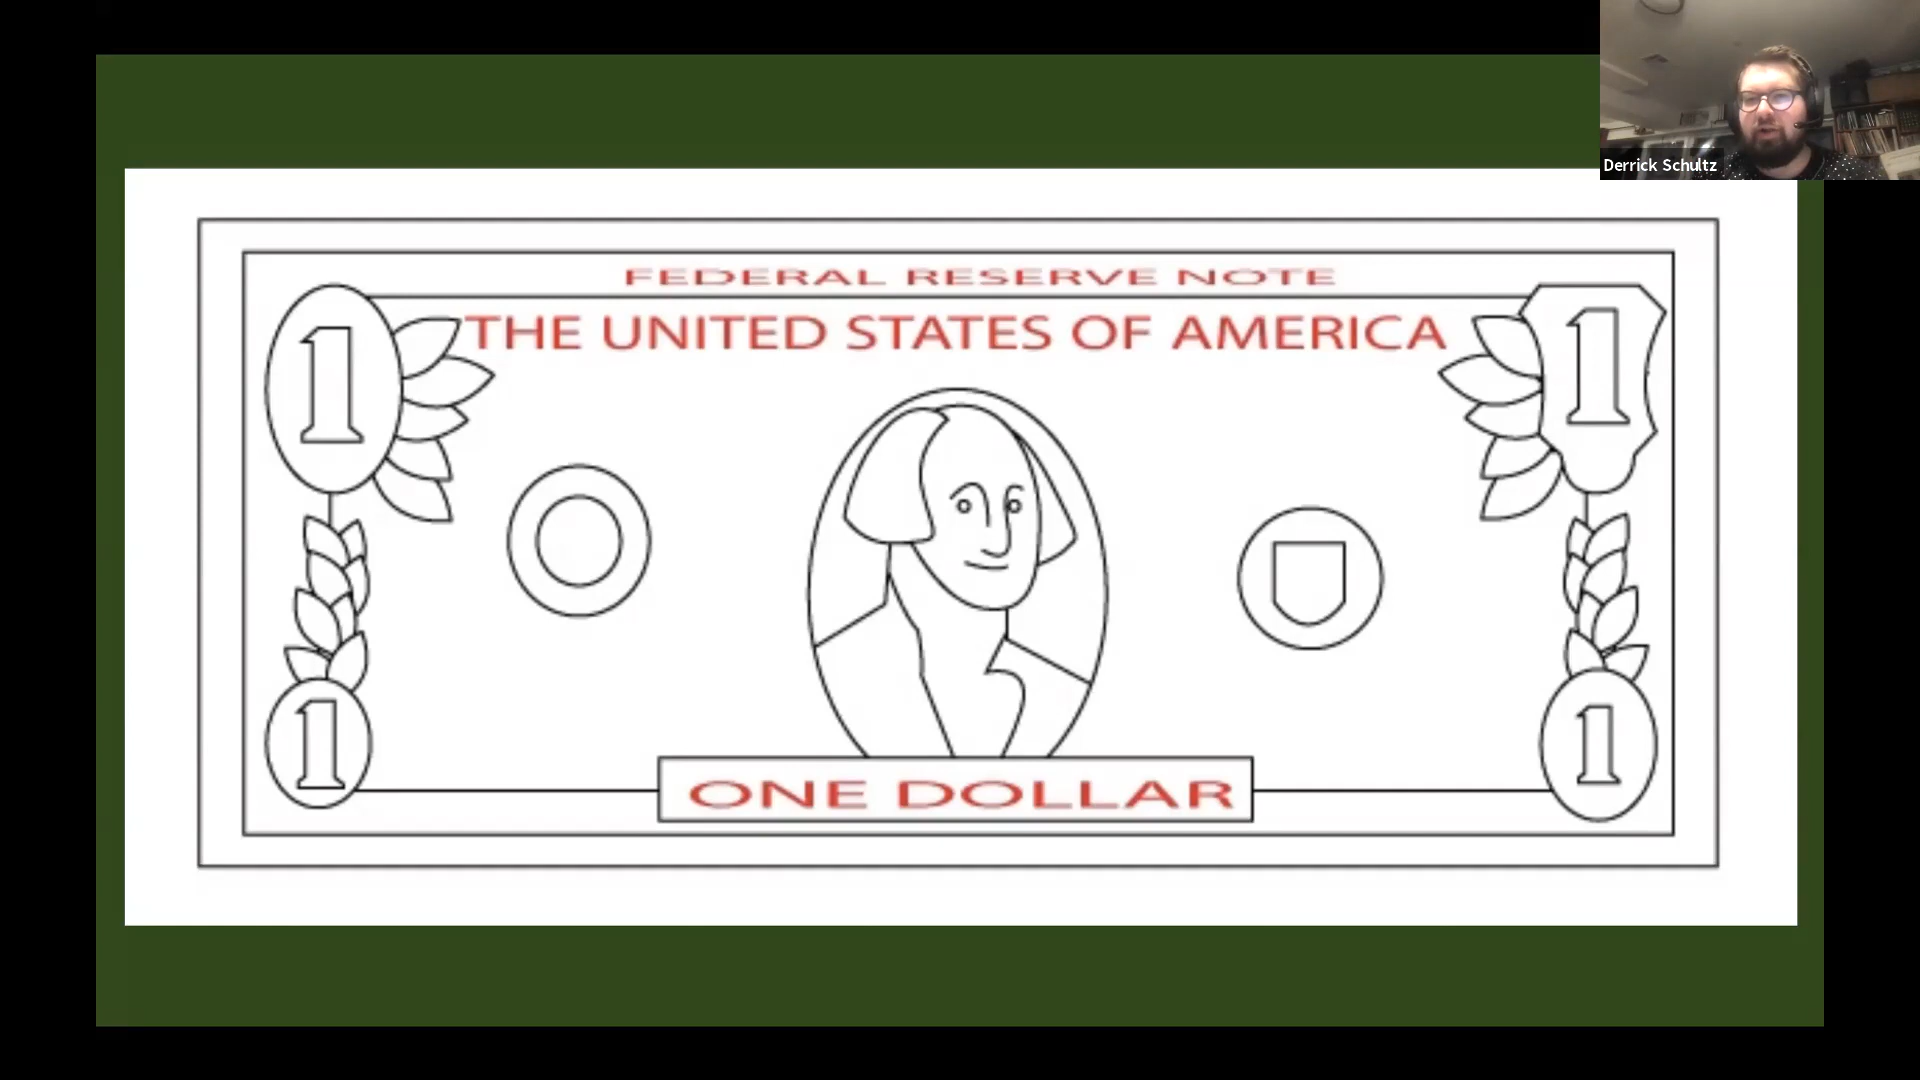 Derrick Schultz
FEDERAL RESERVE NOTE
THE UNITED STATES OF AMERICA
1
1
ONE DOLLAR
1
1